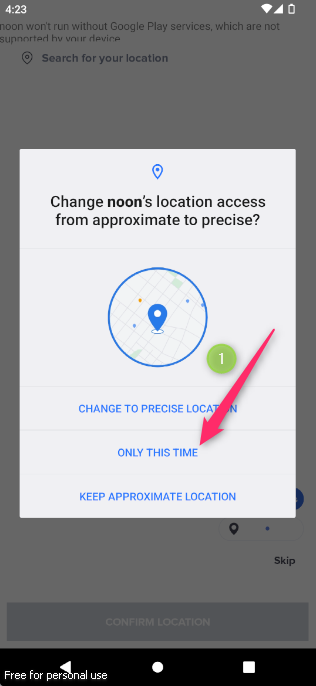 4:23
noon won't run without Google Play services, which are not
supported by your device.
Search for your location
Change noon's location access
from approximate to precise?
1
CHANGE TO PRECISE LOCATION
ONLY THIS TIME
KEEP APPROXIMATE LOCATION
Skip
CONFIRM LOCATION
Free for personal use